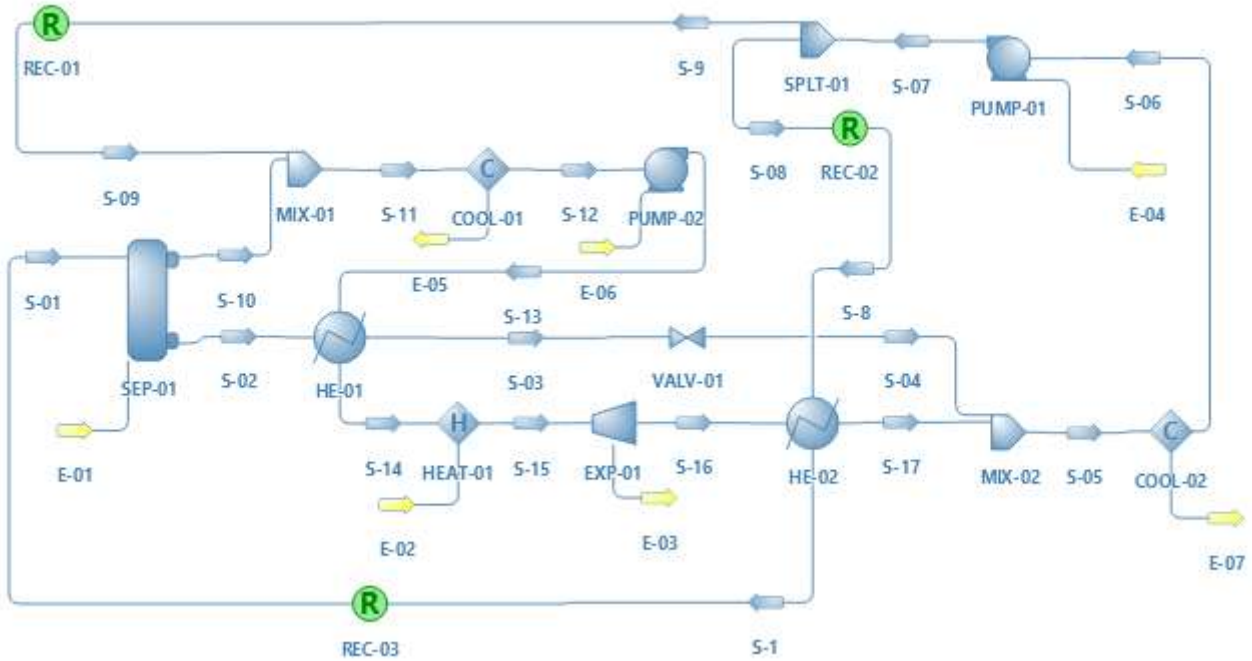 R
REC-01
S-9
SPLT-01
S-07
PUMP-01
S-06
R
S-08
REC-02
E-04
S-09
MIX-01
S-11
C
COOL-01
S-12
PUMP-02
S-01
S-10
E-05
S-13
E-06
S-8
SEP-01
S-02
HE-01
S-03
VALV-01
S-04
E-01
S-14
H
HEAT-01
S-15
EXP-01
S-16
HE-02
S-17
MIX-02
S-05
C
COOL-02
E-02
E-03
E-07
R
REC-03
S-1